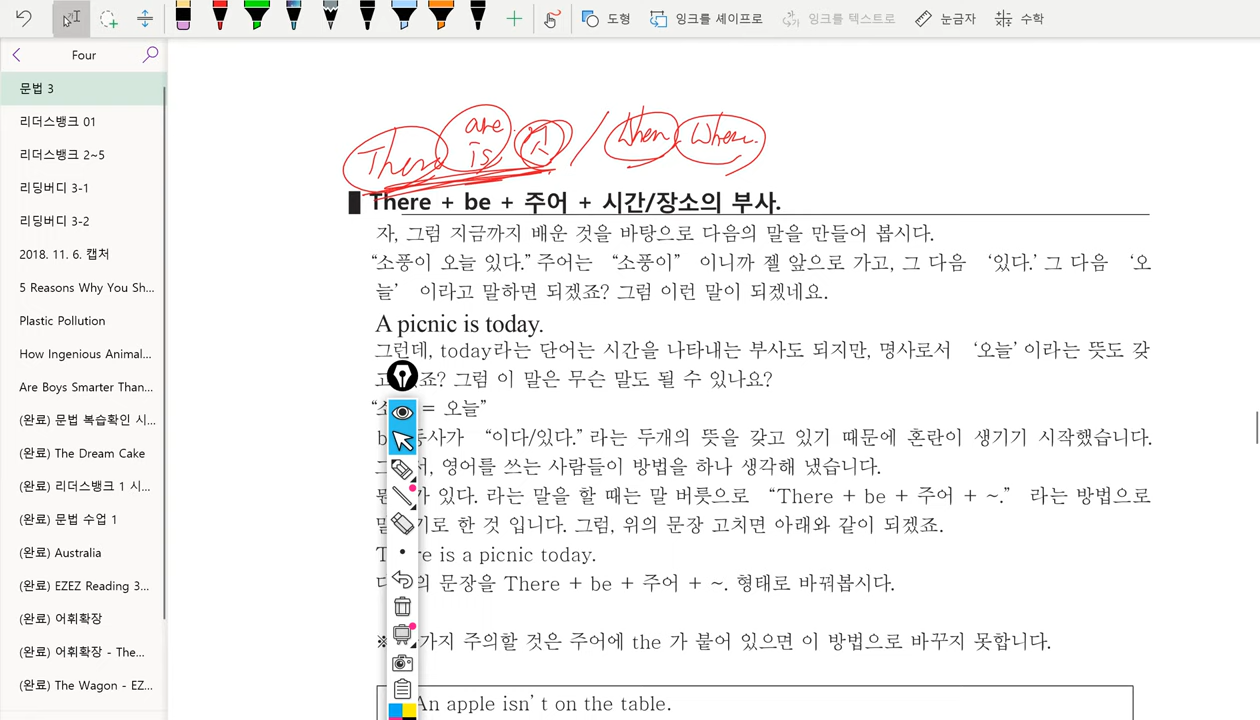 도형 잉크를 셰이프로 잉크를 텍스트로 눈금자 수학
Four
문법 3
리더스뱅크 01
리더스뱅크 2~5
리딩버디 3-1
리딩버디 3-2
2018. 11. 6. 캡처
5 Reasons Why You Sh...
Plastic Pollution
How Ingenious Animal...
Are Boys Smarter Than...
(완료) 문법 복습확인 시...
(완료) The Dream Cake
(완료) 리더스뱅크 1 시...
(완료) 문법 수업 1
(완료) Australia
(완료) EZEZ Reading 3...
(완료) 어휘확장
(완료) 어휘확장 - The...
(완료) The Wagon - EZ...
There are is / When Where.
There + be + 주어 + 시간/장소의 부사.
자, 그럼 지금까지 배운 것을 바탕으로 다음의 말을 만들어 봅시다.
“소풍이 오늘 있다.” 주어는 “소풍이” 이니까 젤 앞으로 가고, 그 다음 ‘있다.’ 그 다음 ‘오
늘’ 이라고 말하면 되겠죠? 그럼 이런 말이 되겠네요.
A picnic is today.
그런데, today라는 단어는 시간을 나타내는 부사도 되지만, 명사로서 ‘오늘’이라는 뜻도 갖
고 죠? 그럼 이 말은 무슨 말도 될 수 있나요?
“소 = 오늘”
b 동사가 “이다/있다.”라는 두개의 뜻을 갖고 있기 때문에 혼란이 생기기 시작했습니다.
그 서, 영어를 쓰는 사람들이 방법을 하나 생각해 냈습니다.
뭔 가 있다. 라는 말을 할 때는 말 버릇으로 “There + be + 주어 + ~.” 라는 방법으로
말 기로 한 것 입니다. 그럼, 위의 문장 고치면 아래와 같이 되겠죠.
T re is a picnic today.
다 의 문장을 There + be + 주어 + ~. 형태로 바꿔봅시다.
※ 가지 주의할 것은 주어에 the 가 붙어 있으면 이 방법으로 바꾸지 못합니다.
An apple isn’t on the table.